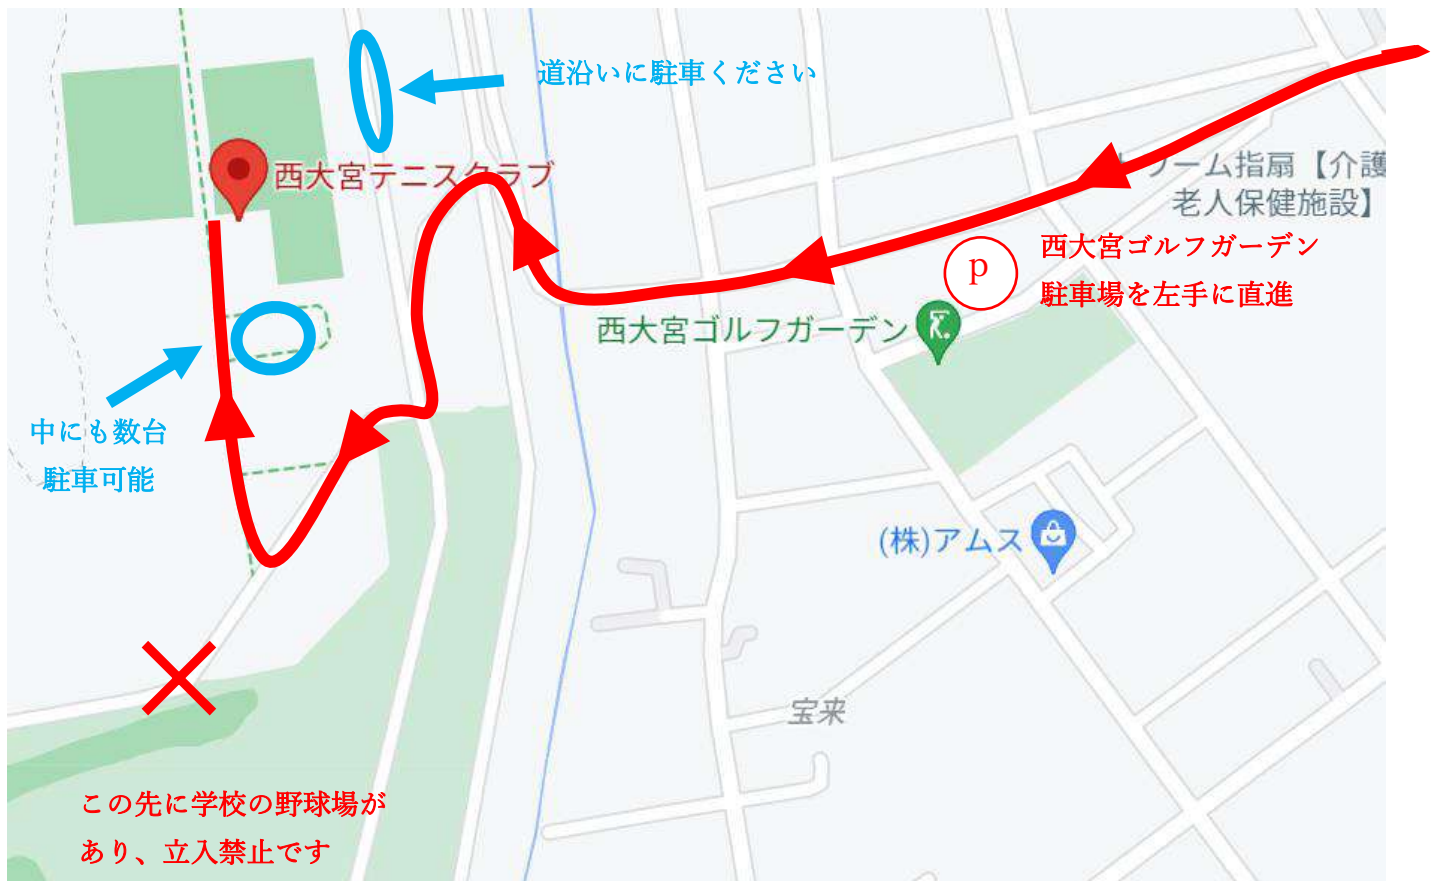 道沿いに駐車ください
西大宮テニスクラブ
ーム指扇【介護
老人保健施設】
p
西大宮ゴルフガーデン
駐車場を左手に直進
西大宮ゴルフガーデン
中にも数台
駐車可能
(株)アムス
宝来
この先に学校の野球場が
あり、立入禁止です